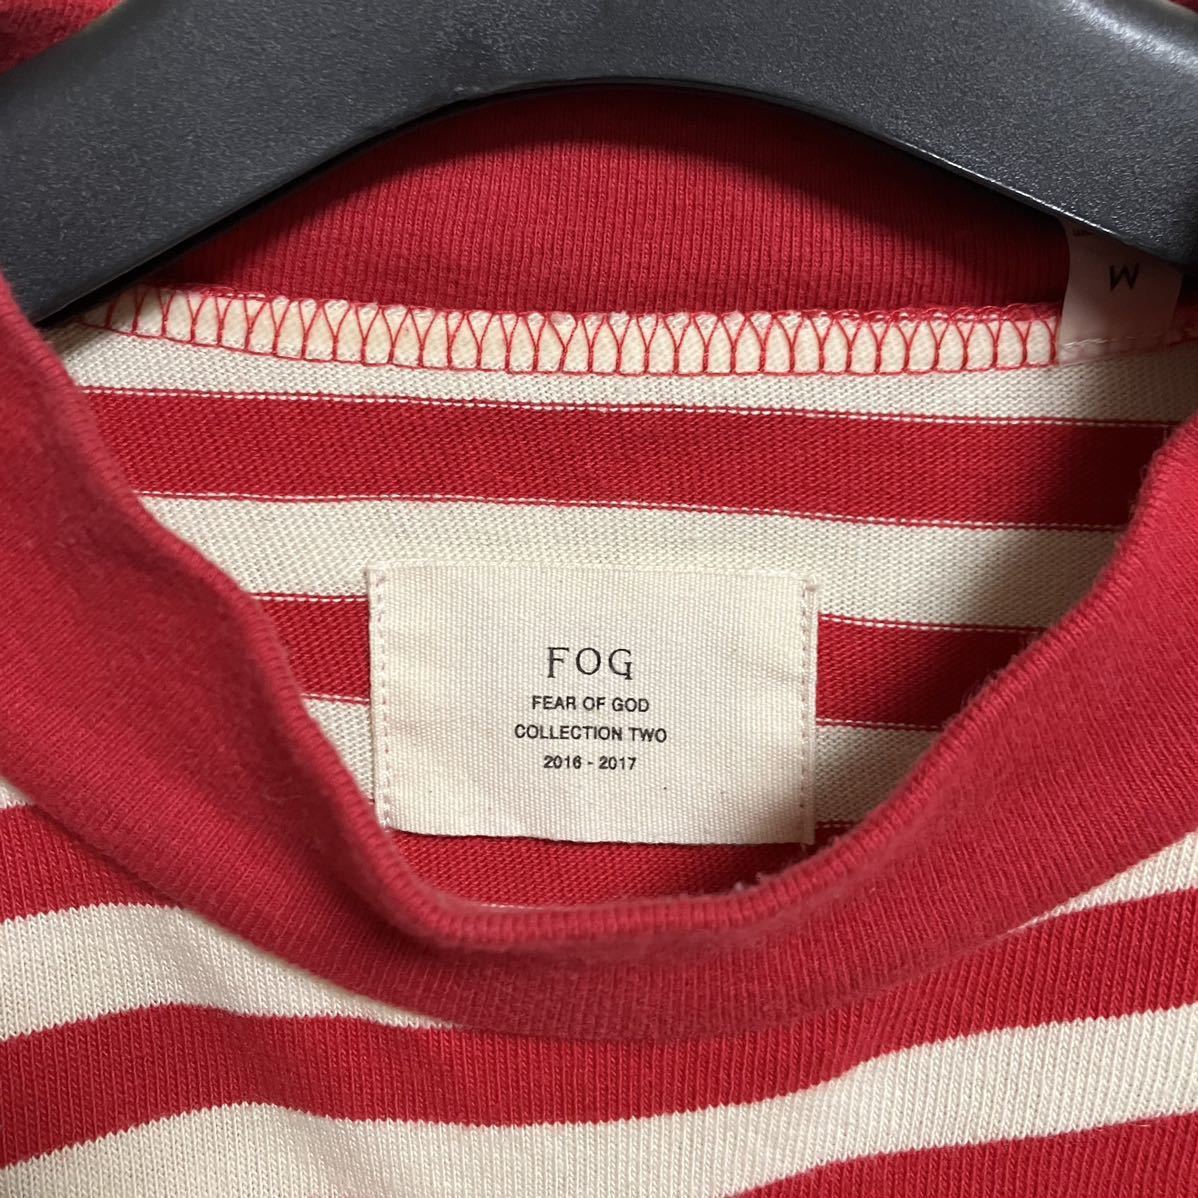 M
FOG
FEAR OF GOD
COLLECTION TWO
2016 - 2017